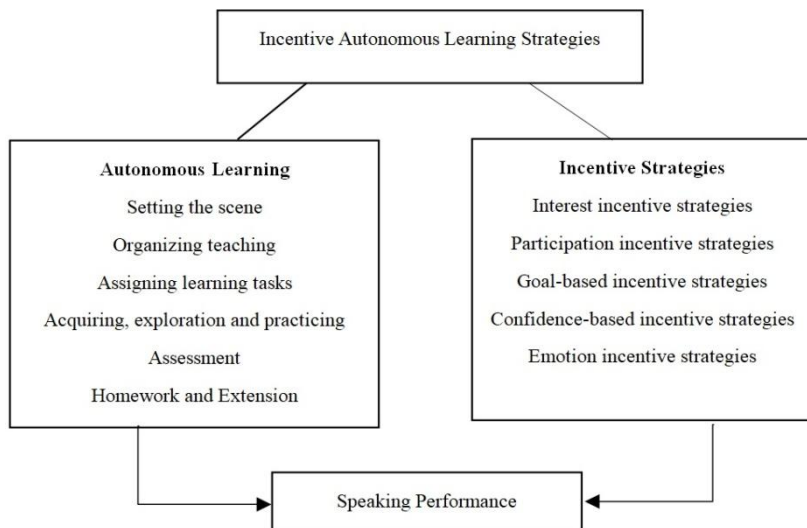 Incentive Autonomous Learning Strategies
Autonomous Learning
Setting the scene
Organizing teaching
Assigning learning tasks
Acquiring, exploration and practicing
Assessment
Homework and Extension
Incentive Strategies
Interest incentive strategies
Participation incentive strategies
Goal-based incentive strategies
Confidence-based incentive strategies
Emotion incentive strategies
Speaking Performance